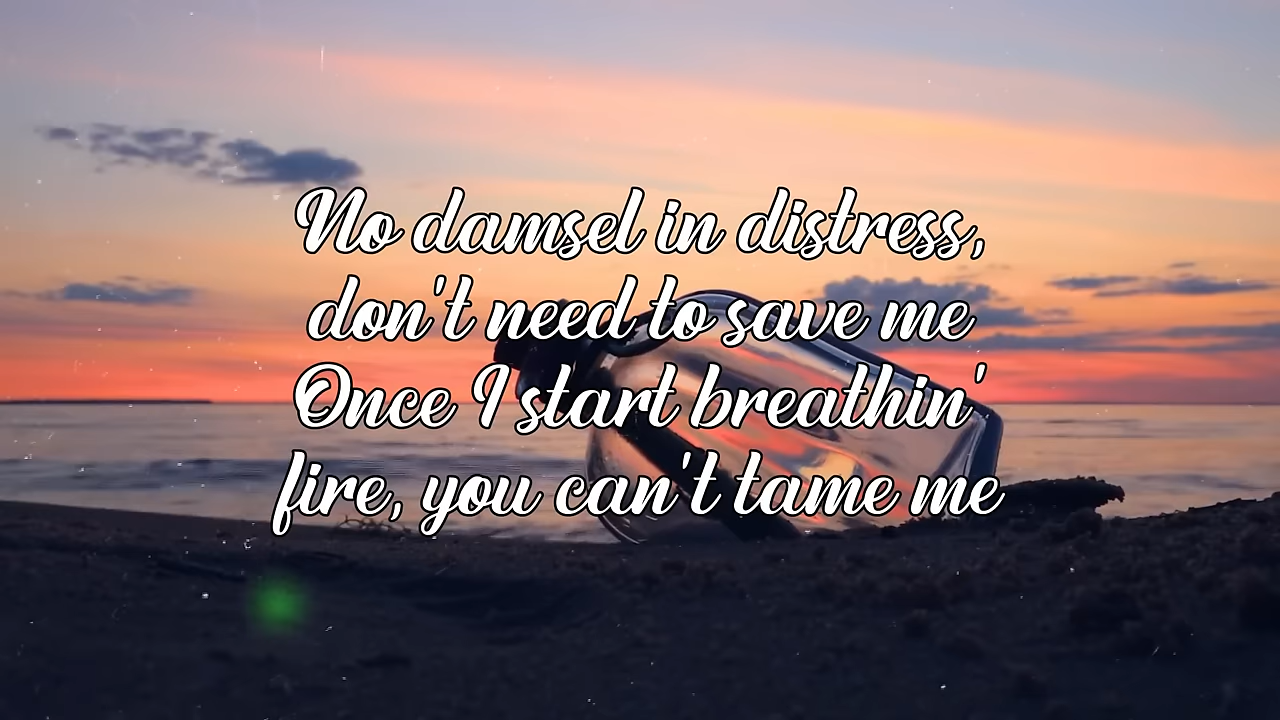 No damsel in distress,
don't need to save me
Once I start breathin'
fire, you can't tame me